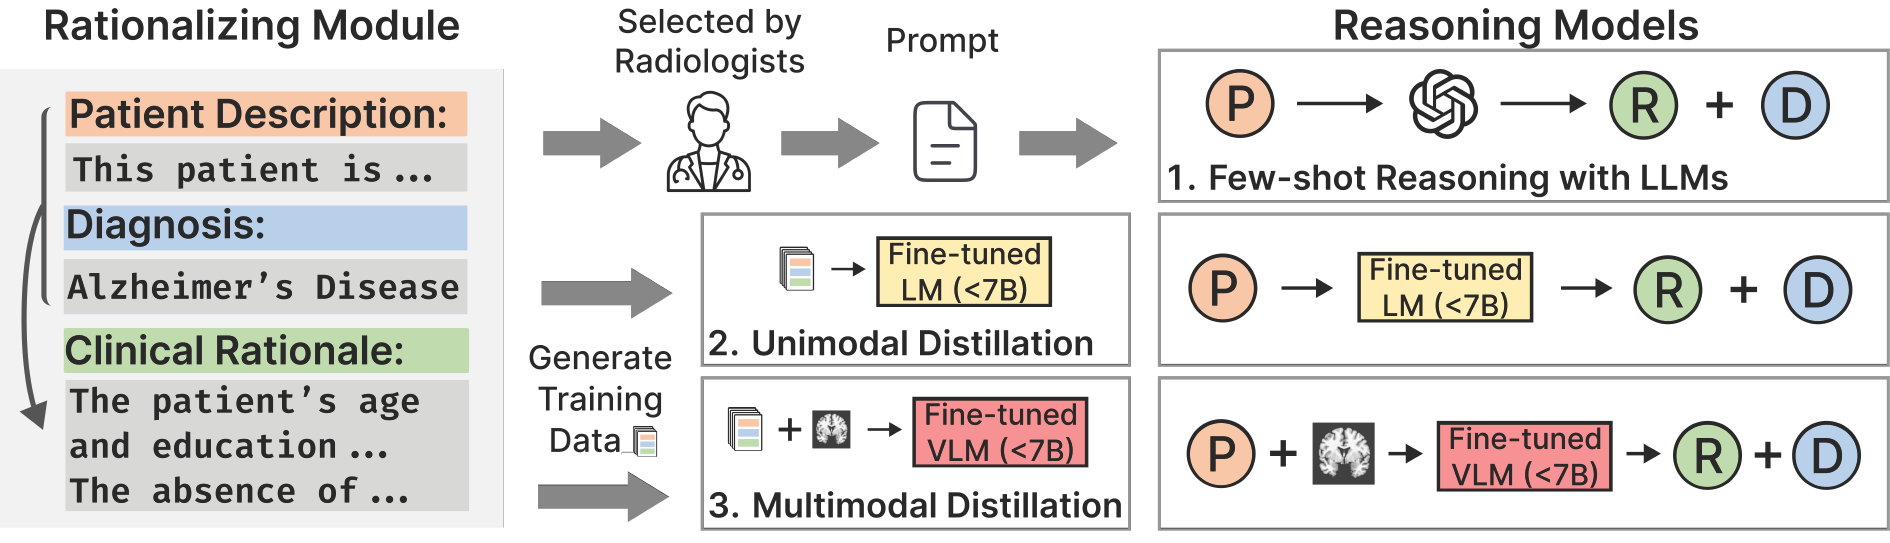 Rationalizing Module
Patient Description:
This patient is ...
Diagnosis:
Alzheimer's Disease
Clinical Rationale:
The patient's age
and education ...
The absence of ...
Selected by
Radiologists
Prompt
Generate
Training
Data
Fine-tuned
LM (<7B)
2. Unimodal Distillation
Fine-tuned
VLM (<7B)
3. Multimodal Distillation
Reasoning Models
P R + D
1. Few-shot Reasoning with LLMs
P Fine-tuned
LM (<7B) R + D
P + Fine-tuned
VLM (<7B) R + D